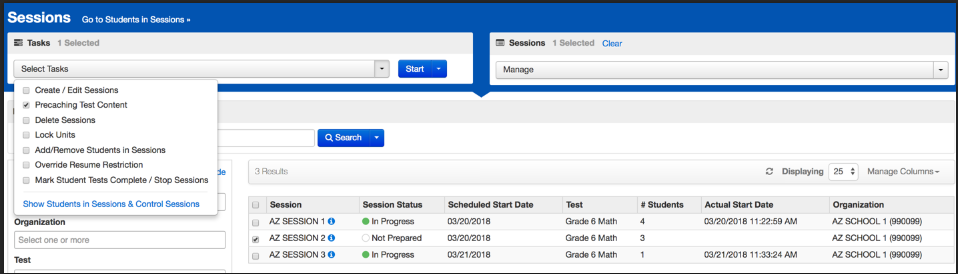 Sessions Go to Students in Sessions »
Tasks 1 Selected
Sessions 1 Selected Clear
Select Tasks
Start
Manage
Create / Edit Sessions
Precaching Test Content
Delete Sessions
Lock Units
Add/Remove Students in Sessions
Override Resume Restriction
Mark Student Tests Complete / Stop Sessions
Show Students in Sessions & Control Sessions
Search
3 Results
Displaying 25 Manage Columns
Organization
Select one or more
Test
Session Session Status Scheduled Start Date Test # Students Actual Start Date Organization
AZ SESSION 1 In Progress 03/20/2018 Grade 6 Math 4 03/20/2018 11:22:59 AM AZ SCHOOL 1 (990099)
AZ SESSION 2 Not Prepared 03/20/2018 Grade 6 Math 3 AZ SCHOOL 1 (990099)
AZ SESSION 3 In Progress 03/21/2018 Grade 6 Math 1 03/21/2018 11:33:24 AM AZ SCHOOL 1 (990099)